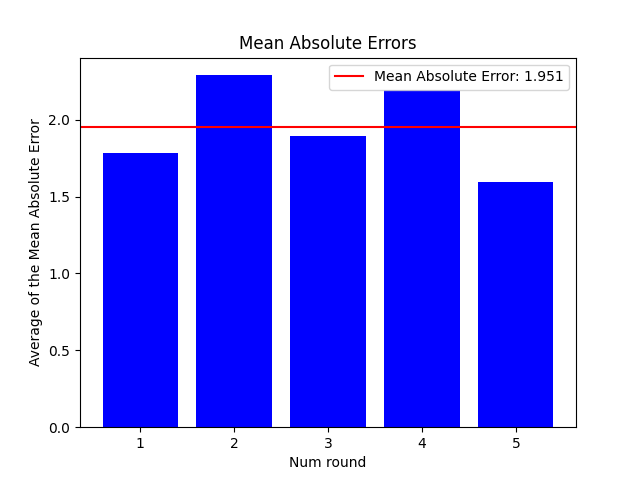 Mean Absolute Errors
Mean Absolute Error: 1.951
Average of the Mean Absolute Error
2.0
1.5
1.0
0.5
0.0
1 2 3 4 5
Num round